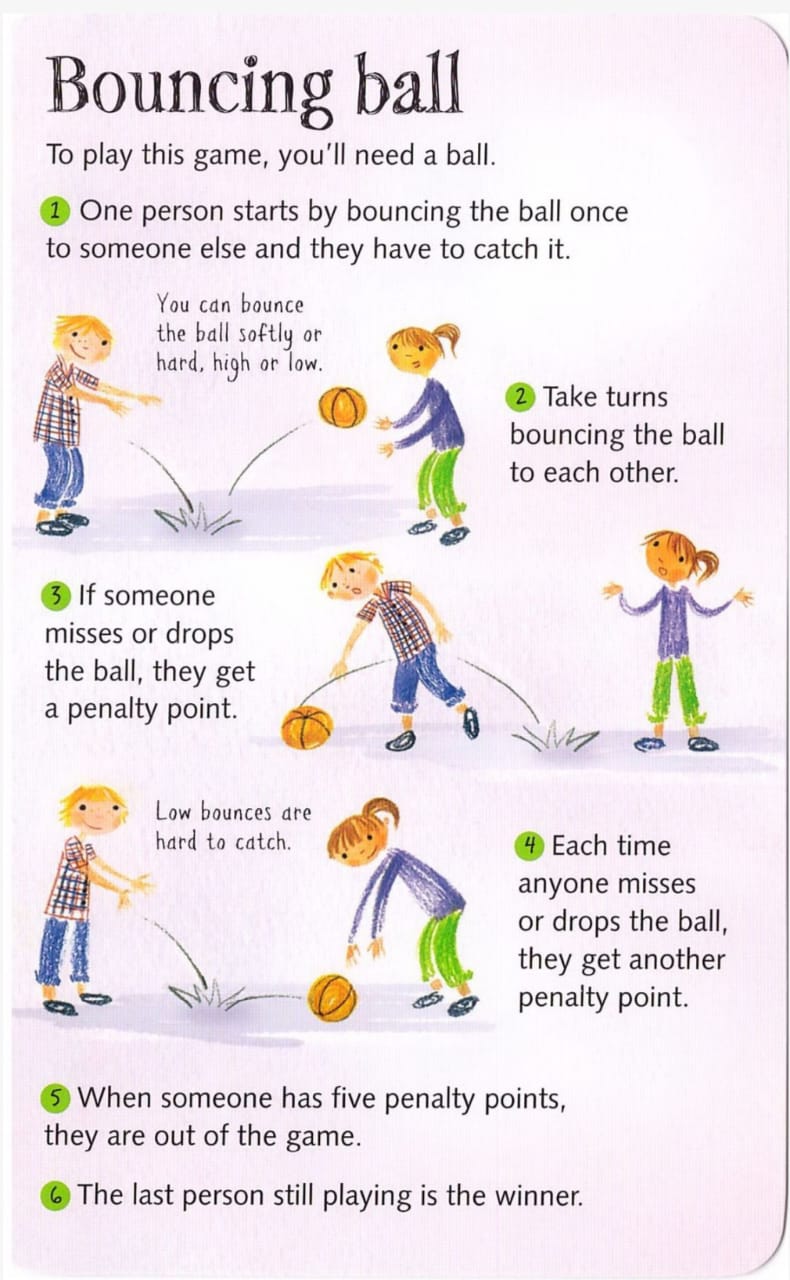 Bouncing ball
To play this game, you'll need a ball.
1 One person starts by bouncing the ball once
to someone else and they have to catch it.
You can bounce
the ball softly or
hard, high or low.
2 Take turns
bouncing the ball
to each other.
3 If someone
misses or drops
the ball, they get
a penalty point.
Low bounces are
hard to catch.
4 Each time
anyone misses
or drops the ball,
they get another
penalty point.
5 When someone has five penalty points,
they are out of the game.
6 The last person still playing is the winner.